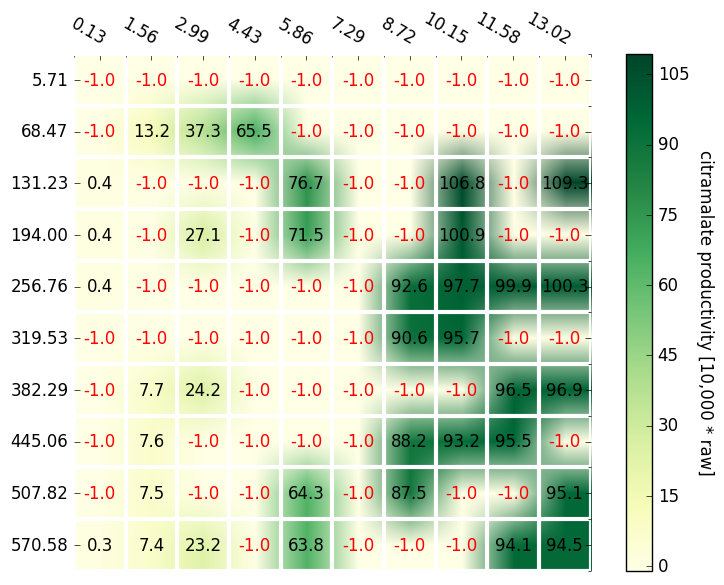 0.13 1.56 2.99 4.43 5.86 7.29 8.72 10.15 11.58 13.02
5.71 -1.0 -1.0 -1.0 -1.0 -1.0 -1.0 -1.0 -1.0 -1.0 -1.0
68.47 -1.0 13.2 37.3 65.5 -1.0 -1.0 -1.0 -1.0 -1.0 -1.0
131.23 0.4 -1.0 -1.0 -1.0 76.7 -1.0 -1.0 106.8 -1.0 109.3
194.00 0.4 -1.0 27.1 -1.0 71.5 -1.0 -1.0 100.9 -1.0 -1.0
256.76 0.4 -1.0 -1.0 -1.0 -1.0 -1.0 92.6 97.7 99.9 100.3
319.53 -1.0 -1.0 -1.0 -1.0 -1.0 -1.0 90.6 95.7 -1.0 -1.0
382.29 -1.0 7.7 24.2 -1.0 -1.0 -1.0 -1.0 -1.0 96.5 96.9
445.06 -1.0 7.6 -1.0 -1.0 -1.0 -1.0 88.2 93.2 95.5 -1.0
507.82 -1.0 7.5 -1.0 -1.0 64.3 -1.0 87.5 -1.0 -1.0 95.1
570.58 0.3 7.4 23.2 -1.0 63.8 -1.0 -1.0 -1.0 94.1 94.5
105
90
75
60
45
30
15
0
citramalate productivity [10,000 * raw]